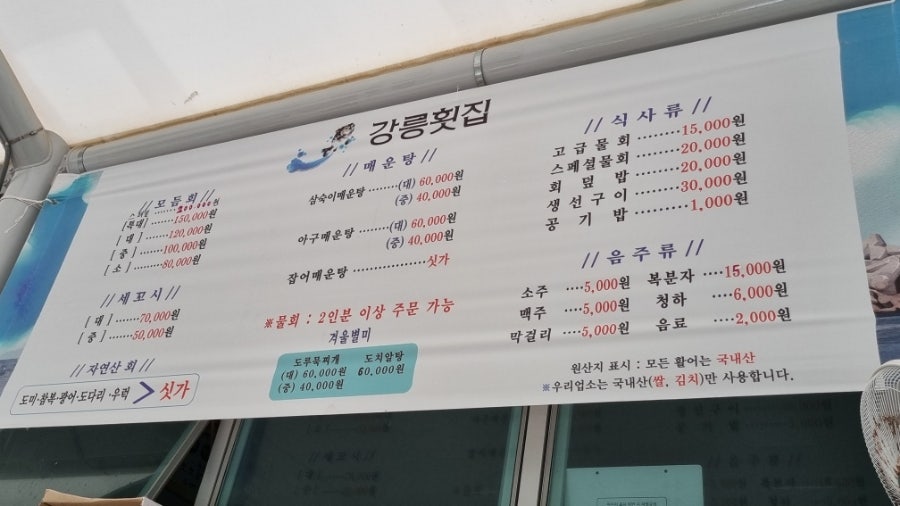 강릉횟집
// 모듬회 //
스페셜 200,000원
[특대] ······ 150,000원
[ 대 ] ······ 120,000원
[ 중 ] ······· 100,000원
[ 소 ] ········ 80,000원
// 세꼬시 //
[ 대 ] ······· 70,000원
[ 중 ] ······· 50,000원
// 자연산 회 //
도미·참복·광어·도다리·우럭 > 싯가
// 매운탕 //
삼숙이매운탕 ········(대) 60,000원
(중) 40,000원
아구매운탕 ········(대) 60,000원
(중) 40,000원
잡어매운탕 ·················싯가
※물회 : 2인분 이상 주문 가능
겨울별미
도루묵찌개 도치알탕
(대) 60,000원 60,000원
(중) 40,000원
// 식사류 //
고급물회 ·········15,000원
스페셜물회 ········ 20,000원
회덮밥 ········ 20,000원
생선구이 ········ 30,000원
공기밥 ········· 1,000원
// 음주류 //
소주 ····5,000원 복분자 ····15,000원
맥주 ····5,000원 청하 ···· 6,000원
막걸리 ····5,000원 음료 ···· 2,000원
원산지 표시 : 모든 활어는 국내산
※우리업소는 국내산(쌀, 김치)만 사용합니다.